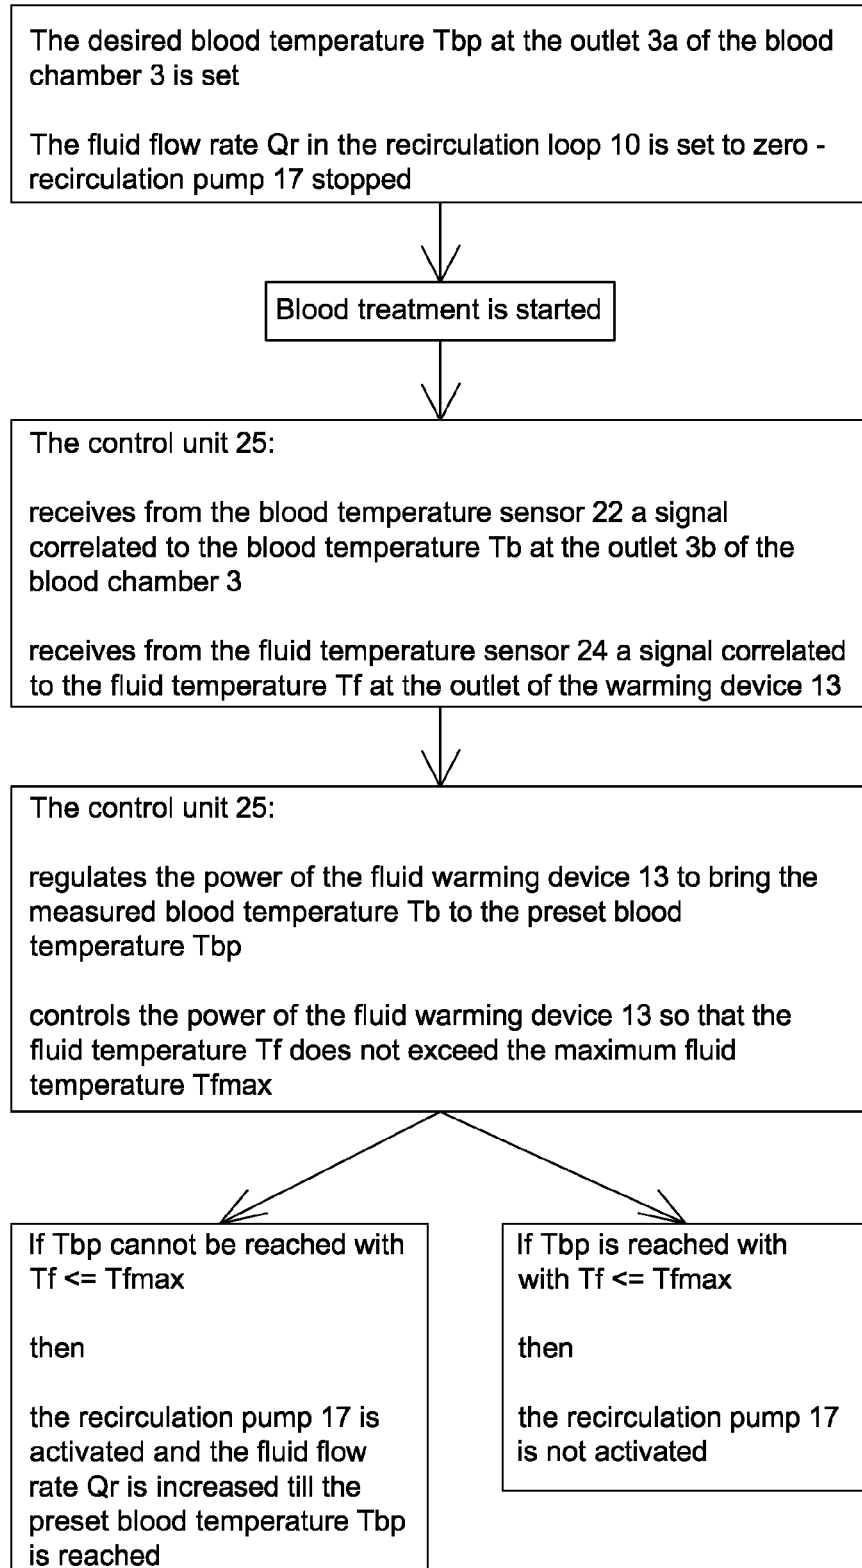 The desired blood temperature Tbp at the outlet 3a of the blood
chamber 3 is set
The fluid flow rate Qr in the recirculation loop 10 is set to zero -
recirculation pump 17 stopped
Blood treatment is started
The control unit 25:
receives from the blood temperature sensor 22 a signal
correlated to the blood temperature Tb at the outlet 3b of the
blood chamber 3
receives from the fluid temperature sensor 24 a signal correlated
to the fluid temperature Tf at the outlet of the warming device 13
The control unit 25:
regulates the power of the fluid warming device 13 to bring the
measured blood temperature Tb to the preset blood
temperature Tbp
controls the power of the fluid warming device 13 so that the
fluid temperature Tf does not exceed the maximum fluid
temperature Tfmax
If Tbp cannot be reached with
Tf <= Tfmax
then
the recirculation pump 17 is
activated and the fluid flow
rate Qr is increased till the
preset blood temperature Tbp
is reached
If Tbp is reached with
with Tf <= Tfmax
then
the recirculation pump 17
is not activated